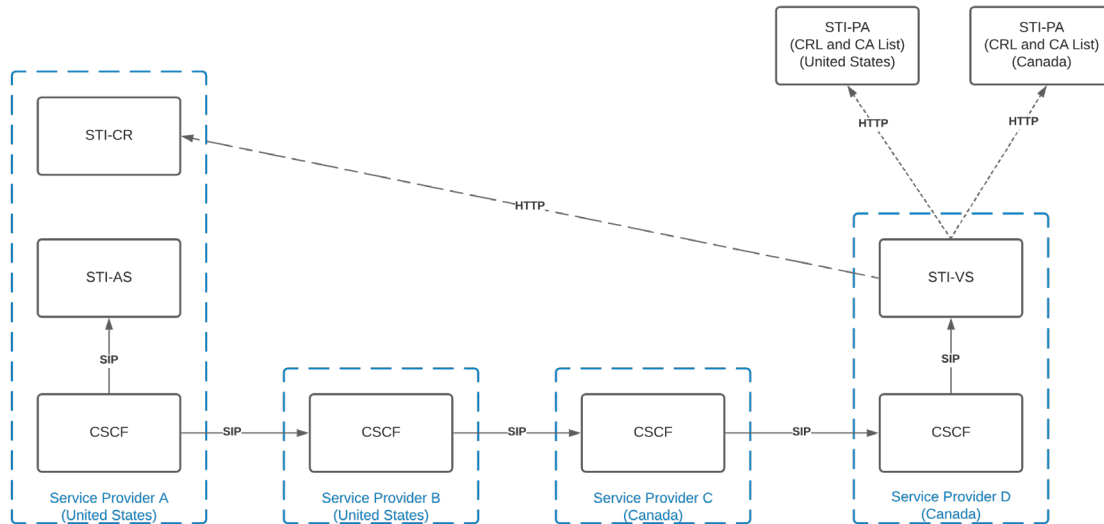 STI-PA
(CRL and CA List)
(United States)
STI-PA
(CRL and CA List)
(Canada)
STI-CR
HTTP
HTTP
HTTP
STI-AS
STI-VS
SIP
SIP
CSCF
SIP
CSCF
SIP
CSCF
SIP
CSCF
Service Provider A
(United States)
Service Provider B
(United States)
Service Provider C
(Canada)
Service Provider D
(Canada)